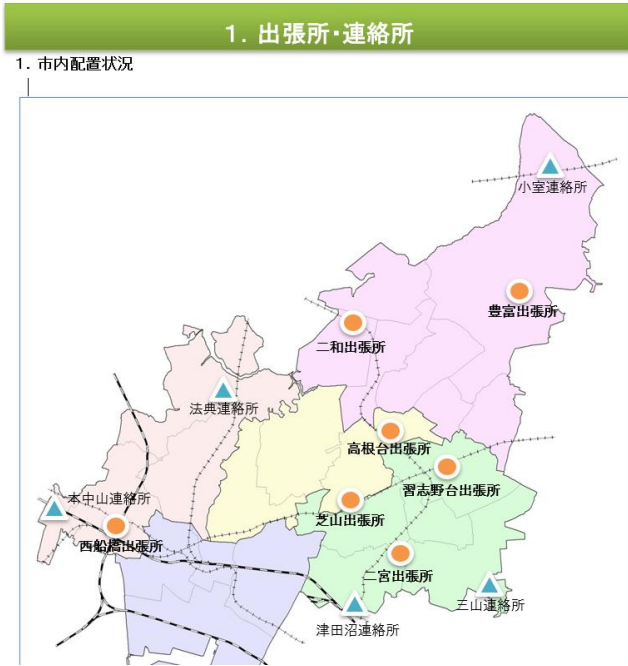 1. 出張所・連絡所
1. 市内配置状況
小室連絡所
豊富出張所
二和出張所
法典連絡所
高根台出張所
習志野台出張所
本中山連絡所
芝山出張所
西船橋出張所
二宮出張所
三山連絡所
津田沼連絡所